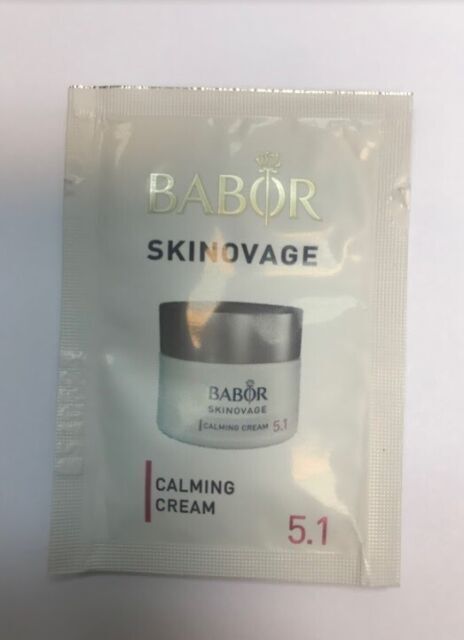 BABOR
SKINOVAGE
BABOR
SKINOVAGE
CALMING CREAM 5.1
CALMING
CREAM
5.1